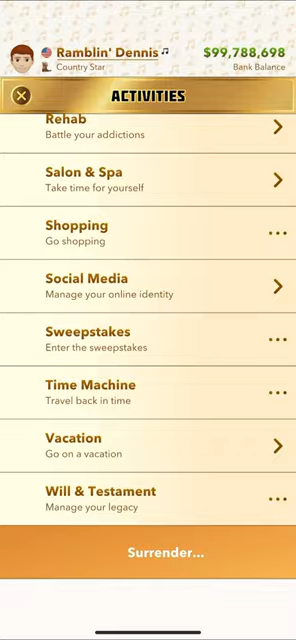 Ramblin' Dennis
$99,788,698
Country Star
Bank Balance
ACTIVITIES
Rehab
Battle your addictions
Salon & Spa
Take time for yourself
Shopping
Go shopping
Social Media
Manage your online identity
Sweepstakes
Enter the sweepstakes
Time Machine
Travel back in time
Vacation
Go on a vacation
Will & Testament
Manage your legacy
Surrender...